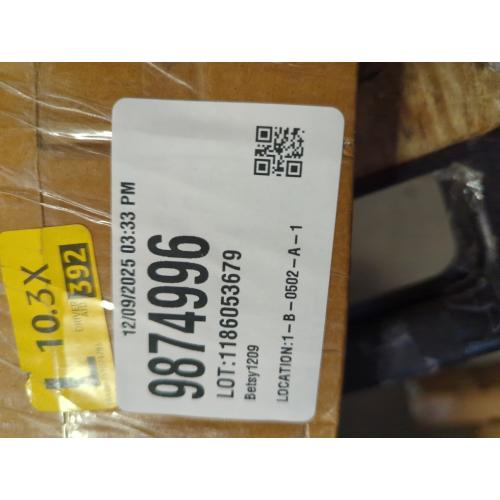 12/09/2025 03:33 PM
9874996
LOT:1186053679
Betsy1209
LOCATION:1-B-0502-A-1
L 10.3X
392